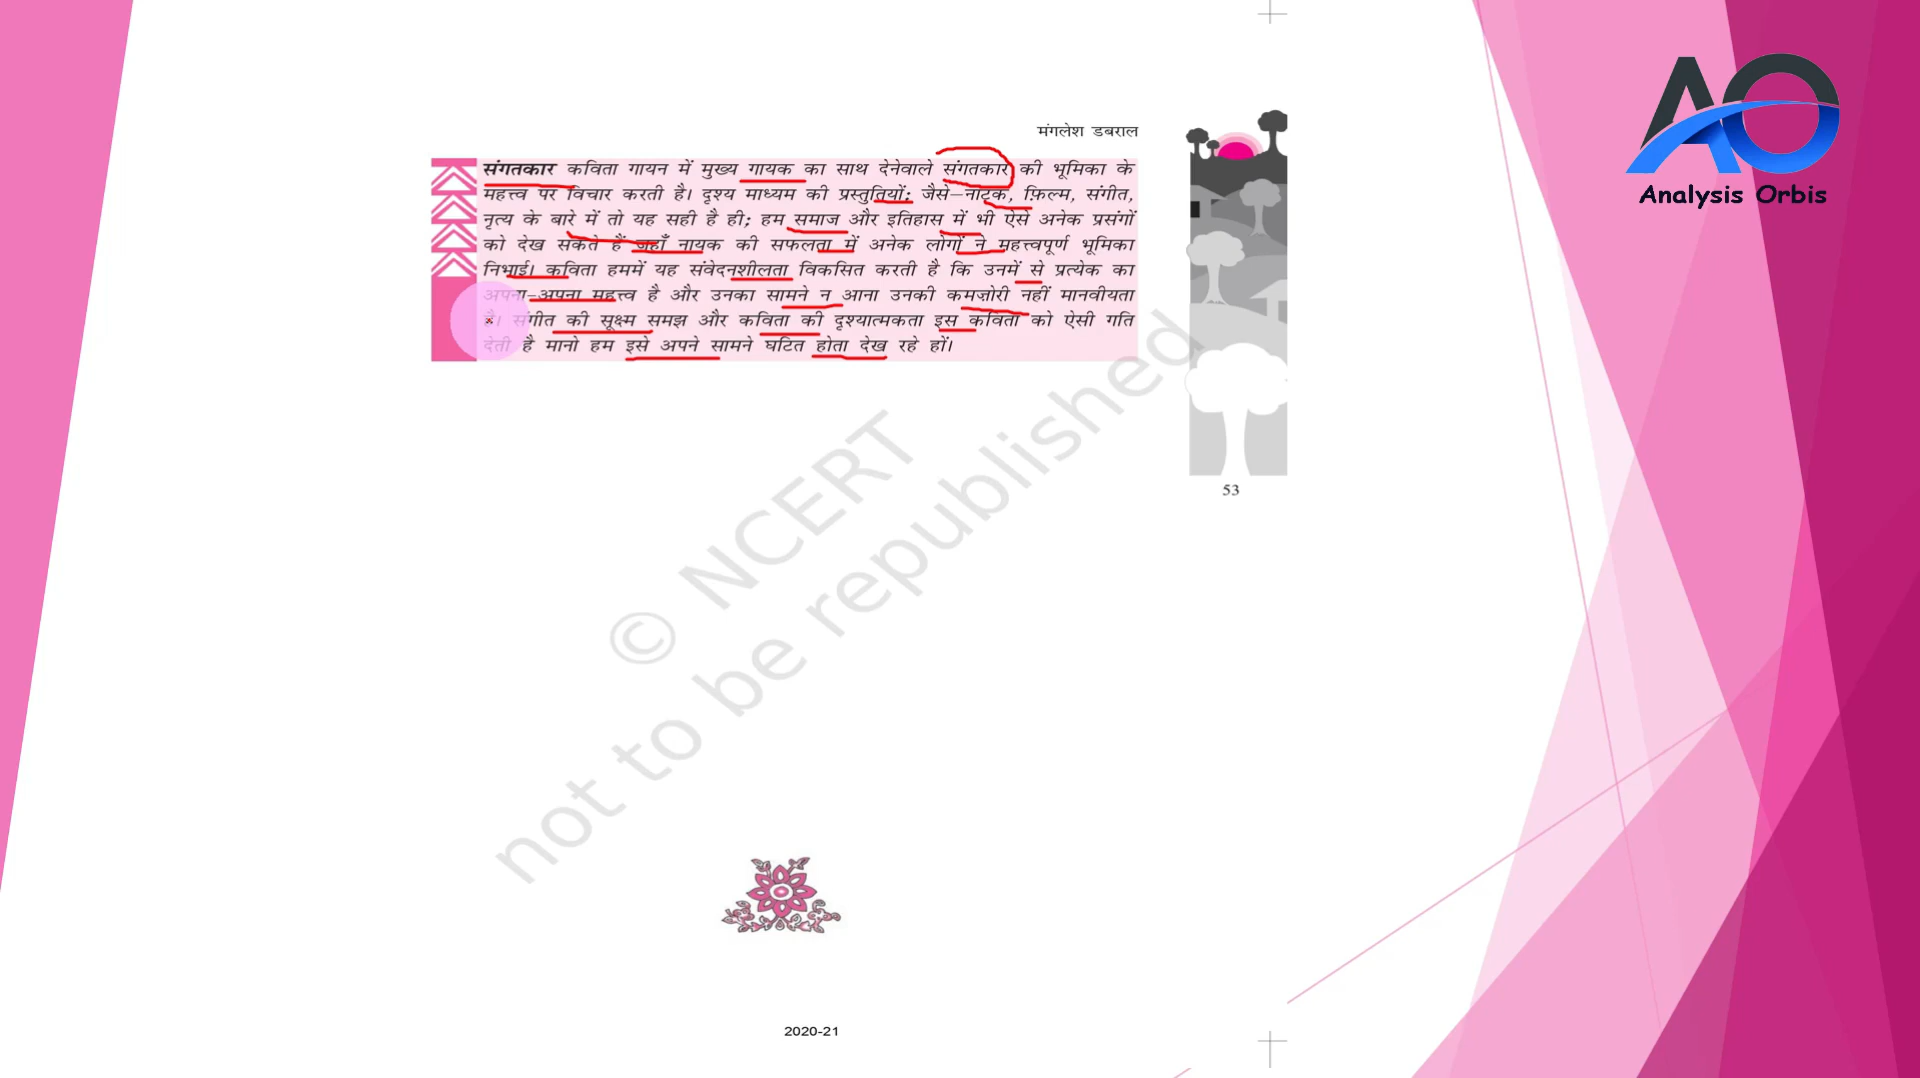 मंगलेश डबराल
संगतकार कविता गायन में मुख्य गायक का साथ देनेवाले संगतकार की भूमिका के
महत्त्व पर विचार करती है। दृश्य माध्यम की प्रस्तुतियों; जैसे–नाटक, फ़िल्म, संगीत,
नृत्य के बारे में तो यह सही है ही; हम समाज और इतिहास में भी ऐसे अनेक प्रसंगों
को देख सकते हैं जहाँ नायक की सफलता में अनेक लोगों ने महत्त्वपूर्ण भूमिका
निभाई। कविता हममें यह संवेदनशीलता विकसित करती है कि उनमें से प्रत्येक का
अपना–अपना महत्त्व है और उनका सामने न आना उनकी कमज़ोरी नहीं मानवीयता
है। संगीत की सूक्ष्म समझ और कविता की दृश्यात्मकता इस कविता को ऐसी गति
देती है मानो हम इसे अपने सामने घटित होता देख रहे हों।
53
© NCERT
not to be republished
2020-21
AO
Analysis Orbis